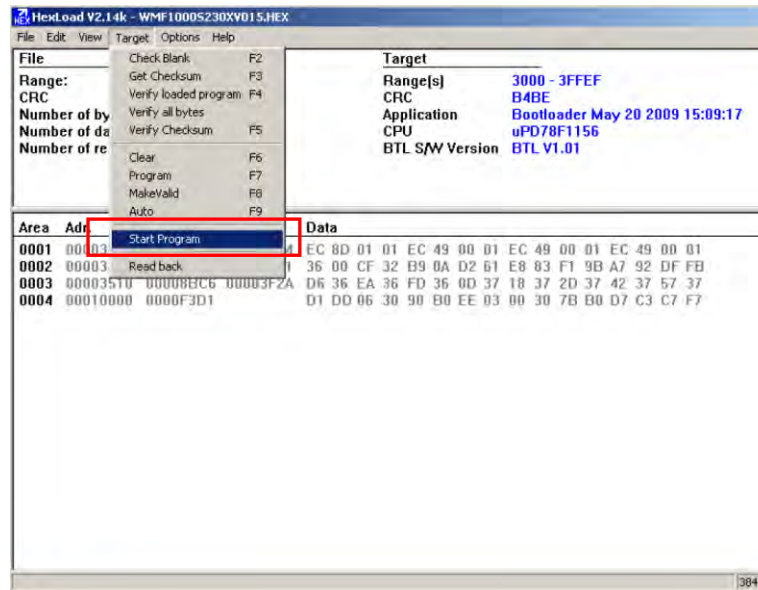 HexLoad V2.14k - WMF1000S230XV015.HEX
File Edit View Target Options Help
File
Range:
CRC
Number of by
Number of da
Number of re
Check Blank F2
Get Checksum F3
Verify loaded program F4
Verify all bytes
Verify Checksum F5
Clear F6
Program F7
MakeValid F8
Auto F9
Start Program
Read back
Target
Range(s) 3000 - 3FFEF
CRC B4BE
Application Bootloader May 20 2009 15:09:17
CPU uPD78F1156
BTL S/W Version BTL V1.01
Area Adr. Data
0001 EC 8D 01 01 EC 49 00 01 EC 49 00 01 EC 49 00 01
0002 36 00 CF 32 B9 0A D2 61 E8 83 F1 9B A7 92 DF FB
0003 00003510 00008BC6 00003F2A D6 36 EA 36 FD 36 0D 37 18 37 2D 37 42 37 57 37
0004 00010000 0000F3D1 D1 DD 06 30 90 B0 EE 03 00 30 7B B0 D7 C3 C7 F7
384